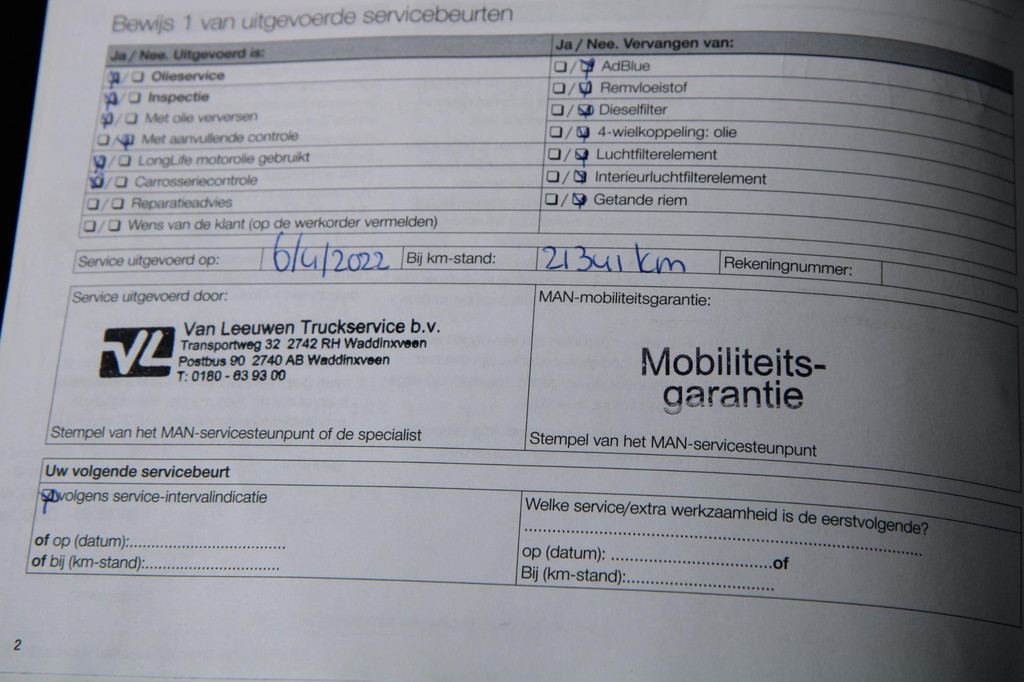 Bewijs 1 van uitgevoerde servicebeurten
Ja / Nee. Uitgevoerd is:
Olieservice
Inspectie
Met olie verversen
Met aanvullende controle
LongLife motorolie gebruikt
Carrosseriecontrole
Reparatieadvies
Wens van de klant (op de werkorder vermelden)
Ja / Nee. Vervangen van:
AdBlue
Remvloeistof
Dieselfilter
4-wielkoppeling: olie
Luchtfilterelement
Interieurluchtfilterelement
Getande riem
Service uitgevoerd op: 6/4/2022 Bij km-stand: 21341 km Rekeningnummer:
Service uitgevoerd door:
VL
Van Leeuwen Truckservice b.v.
Transportweg 32 2742 RH Waddinxveen
Postbus 90 2740 AB Waddinxveen
T: 0180 - 63 93 00
Stempel van het MAN-servicesteunpunt of de specialist
MAN-mobiliteitsgarantie:
Mobiliteits-
garantie
Stempel van het MAN-servicesteunpunt
Uw volgende servicebeurt
volgens service-intervalindicatie
of op (datum):
of bij (km-stand):
Welke service/extra werkzaamheid is de eerstvolgende?
op (datum): of
Bij (km-stand):
2